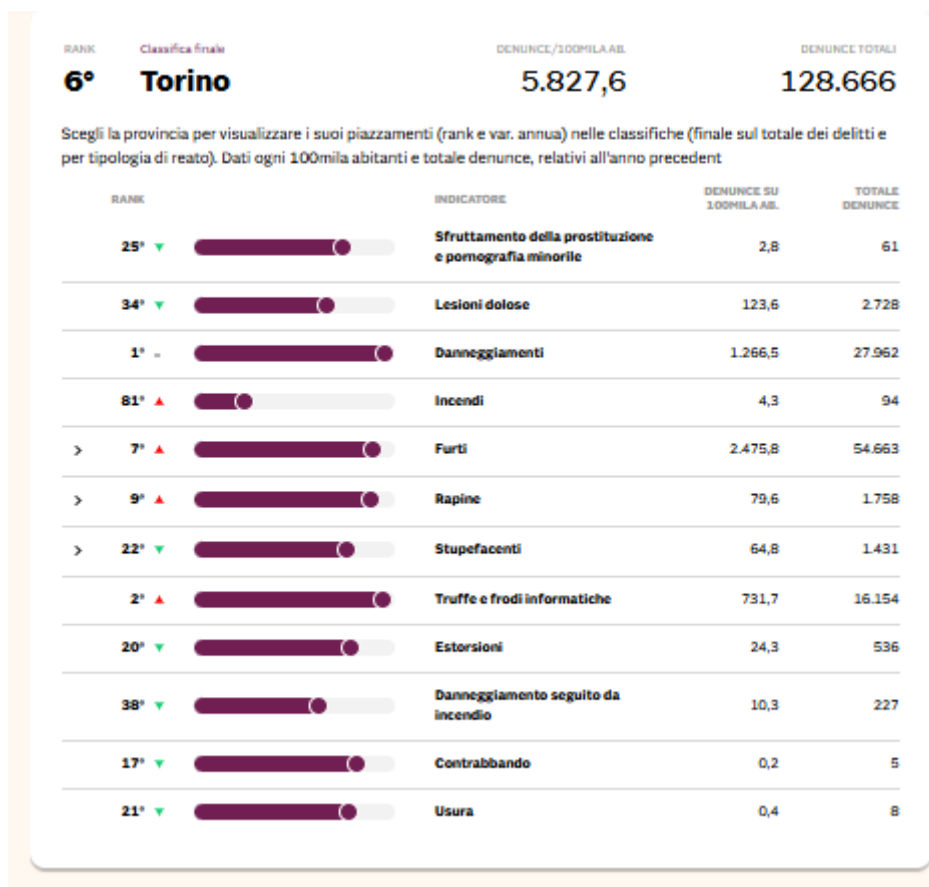 RANK Classifica finale DENUNCE/100MILA AB. DENUNCE TOTALI
6° Torino 5.827,6 128.666
Scegli la provincia per visualizzare i suoi piazzamenti (rank e var. annua) nelle classifiche (finale sul totale dei delitti e
per tipologia di reato). Dati ogni 100mila abitanti e totale denunce, relativi all'anno precedent
RANK INDICATORE DENUNCE SU TOTALE
100MILA AB. DENUNCE
Sfruttamento della prostituzione
25° 2,8 61
e pornografia minorile
34° Lesioni dolose 123,6 2.728
1° = Danneggiamenti 1.266,5 27.962
81° Incendi 4,3 94
> 7° Furti 2.475,8 54.663
> 9° Rapine 79,6 1.758
> 22° Stupefacenti 64,8 1.431
2° Truffe e frodi informatiche 731,7 16.154
20° Estorsioni 24,3 536
Danneggiamento seguito da
38° 10,3 227
incendio
17° Contrabbando 0,2 5
21° Usura 0,4 8